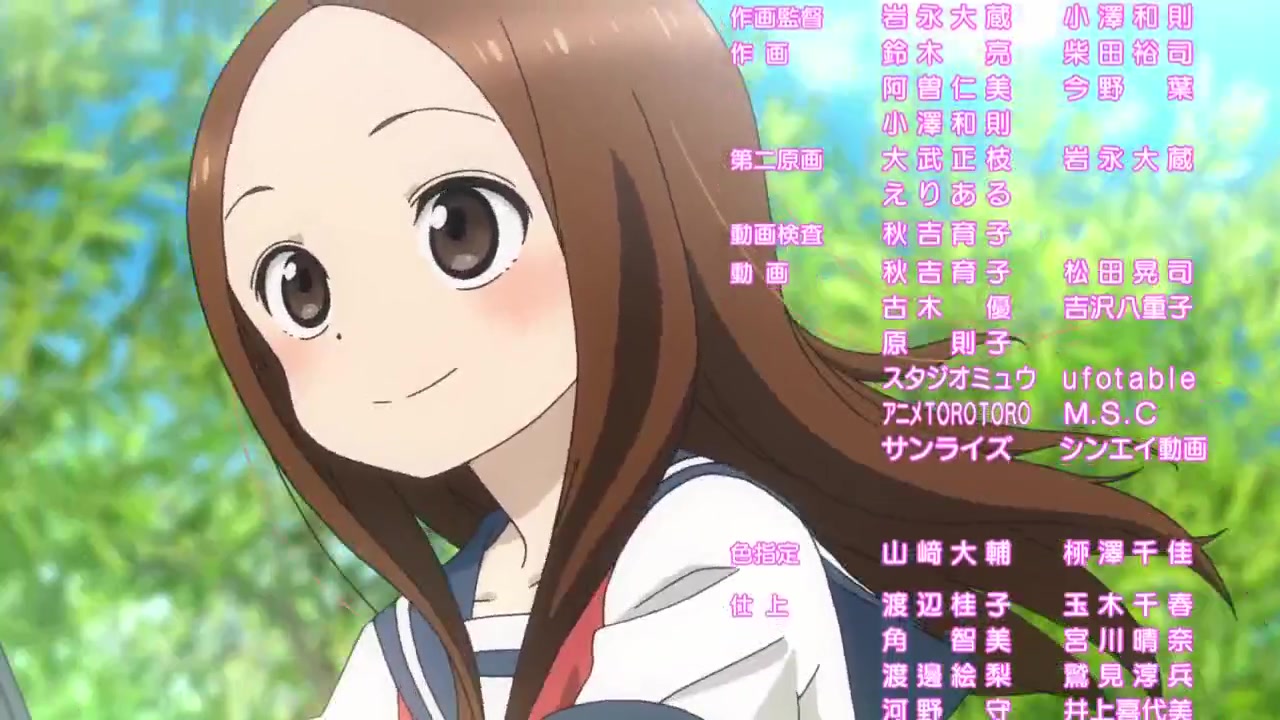 作画監督 岩永大蔵 小澤和則
作画 鈴木 亮 柴田裕司
阿曽仁美 今野 葉
小澤和則
第二原画 大武正枝 岩永大蔵
えりある
動画検査 秋吉育子
動画 秋吉育子 松田晃司
古木 優 吉沢八重子
原 則子
スタジオミュウ ufotable
アニメTOROTORO M.S.C
サンライズ シンエイ動画
色指定 山﨑大輔 栁澤千佳
仕上 渡辺桂子 玉木千春
角 智美 宮川晴奈
渡邉絵梨 鷲見淳兵
河野 守 井上喜代美